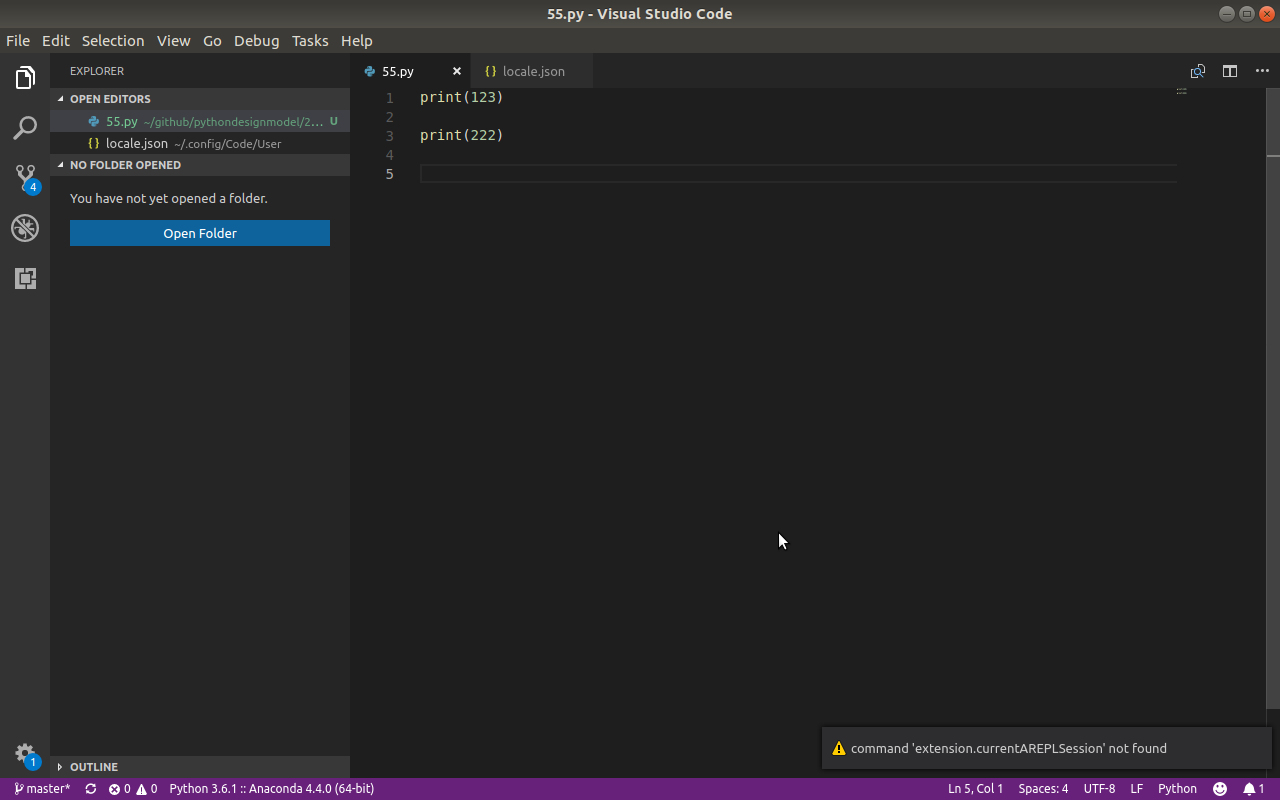 55.py - Visual Studio Code
File Edit Selection View Go Debug Tasks Help
EXPLORER
OPEN EDITORS
55.py ~/github/pythondesignmodel/2... U
{} locale.json ~/.config/Code/User
NO FOLDER OPENED
You have not yet opened a folder.
Open Folder
4
55.py {} locale.json
1 print(123)
2
3 print(222)
4
5
command 'extension.currentAREPLSession' not found
1
OUTLINE
master* 0 0 Python 3.6.1 :: Anaconda 4.4.0 (64-bit) Ln 5, Col 1 Spaces: 4 UTF-8 LF Python 1